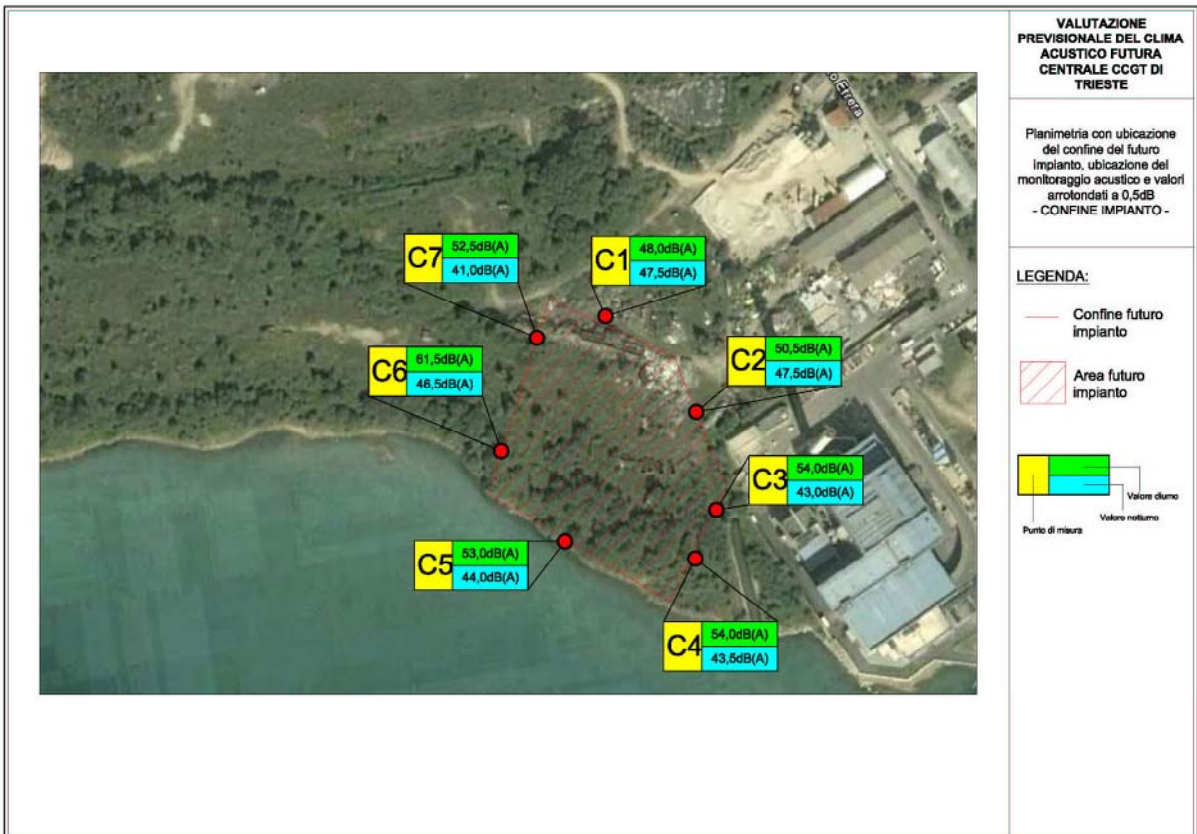 VALUTAZIONE
PREVISIONALE DEL CLIMA
ACUSTICO FUTURA
CENTRALE CCGT DI
TRIESTE
Planimetria con ubicazione
del confine del futuro
impianto, ubicazione del
monitoraggio acustico e valori
arrotondati a 0,5dB
- CONFINE IMPIANTO -
LEGENDA:
Confine futuro
impianto
Area futuro
impianto
Valore diurno
Valore notturno
Punto di misura
C7
52,5dB(A)
41,0dB(A)
C1
48,0dB(A)
47,5dB(A)
C6
61,5dB(A)
46,5dB(A)
C2
50,5dB(A)
47,5dB(A)
C3
54,0dB(A)
43,0dB(A)
C5
53,0dB(A)
44,0dB(A)
C4
54,0dB(A)
43,5dB(A)